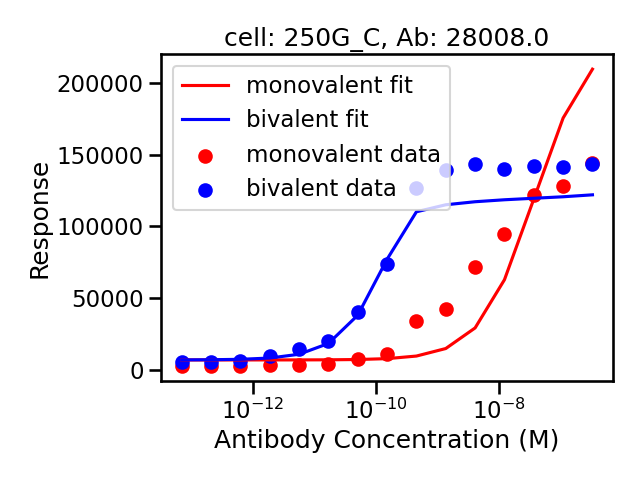 cell: 250G_C, Ab: 28008.0
monovalent fit
bivalent fit
monovalent data
bivalent data
200000
150000
100000
50000
0
Response
10⁻¹² 10⁻¹⁰ 10⁻⁸
Antibody Concentration (M)